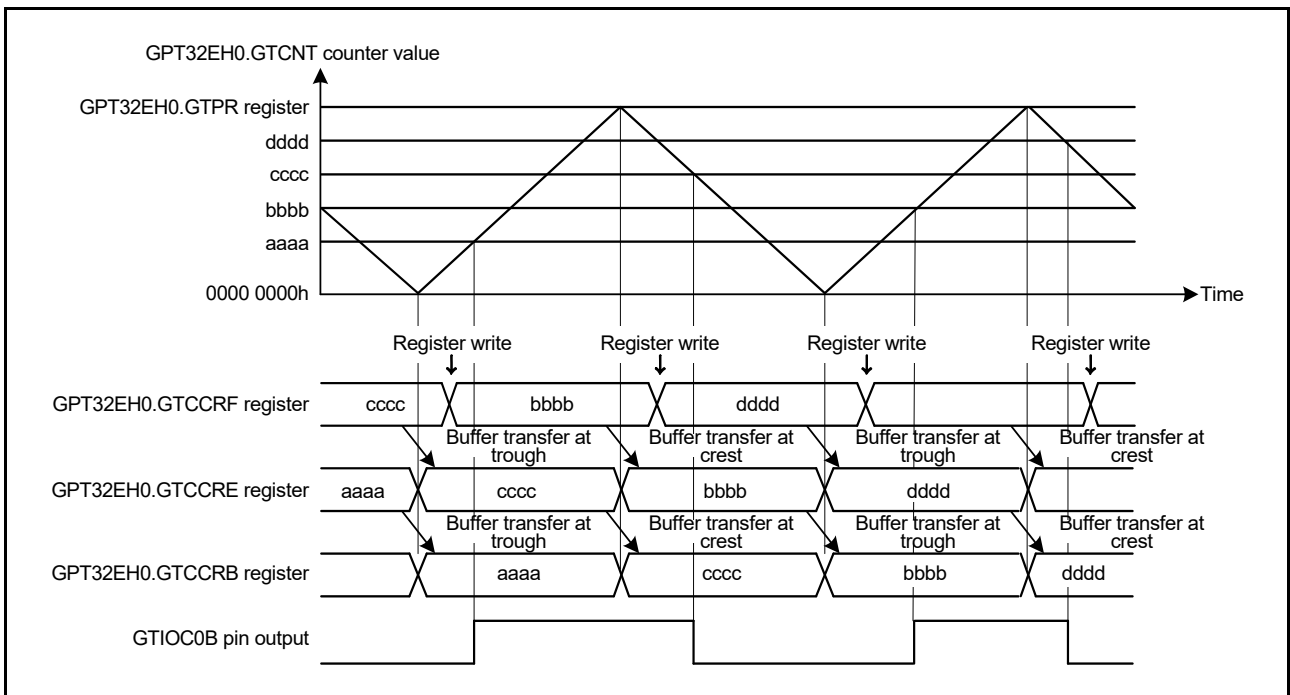 GPT32EH0.GTCNT counter value
GPT32EH0.GTPR register
dddd
cccc
bbbb
aaaa
0000 0000h
Time
Register write
Register write
Register write
Register write
GPT32EH0.GTCCRF register
cccc
bbbb
dddd
Buffer transfer at
trough
Buffer transfer at
crest
Buffer transfer at
trough
Buffer transfer at
crest
GPT32EH0.GTCCRE register
aaaa
cccc
bbbb
dddd
Buffer transfer at
trough
Buffer transfer at
crest
Buffer transfer at
trough
Buffer transfer at
crest
GPT32EH0.GTCCRB register
aaaa
cccc
bbbb
dddd
GTIOC0B pin output